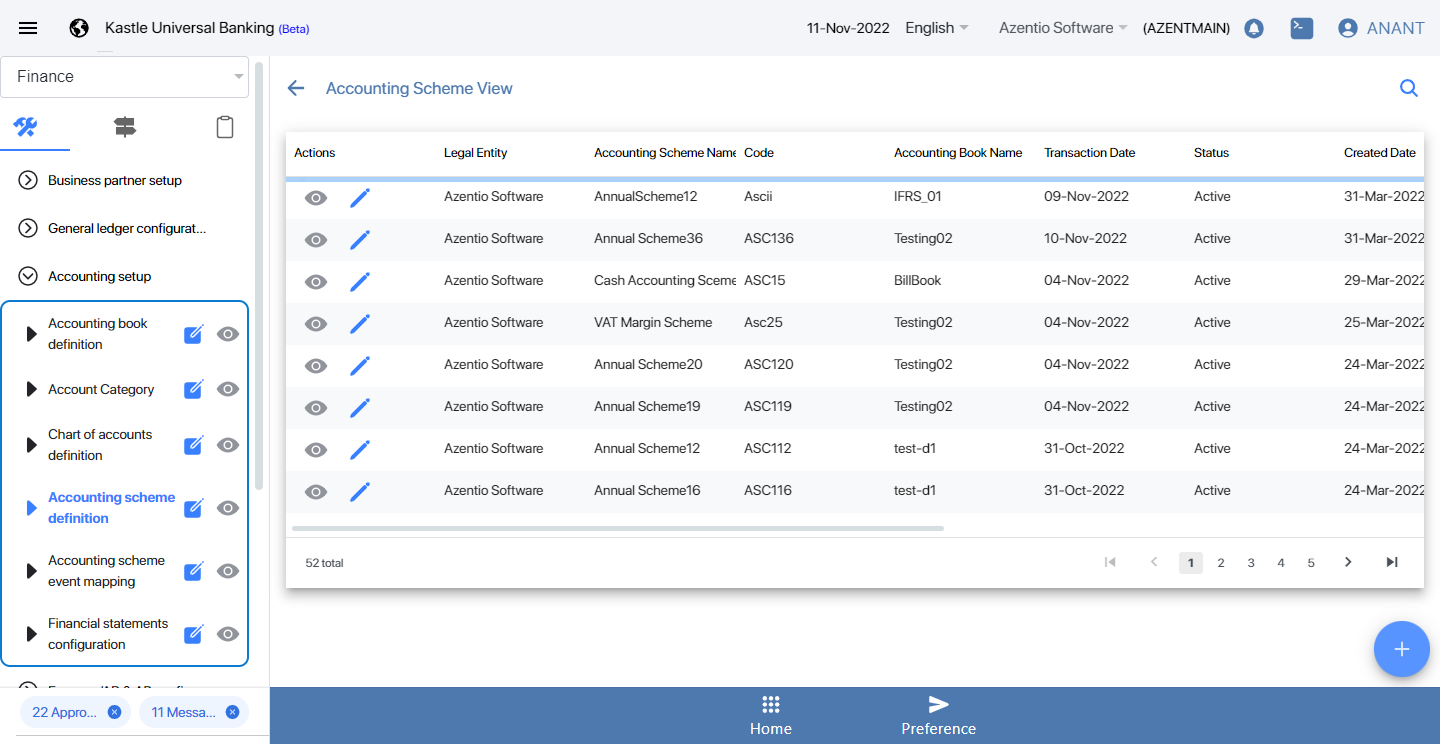 Kastle Universal Banking (Beta)
11-Nov-2022 English Azentio Software (AZENTMAIN) ANANT
Finance
Business partner setup
General ledger configurat...
Accounting setup
Accounting book
definition
Account Category
Chart of accounts
definition
Accounting scheme
definition
Accounting scheme
event mapping
Financial statements
configuration
22 Appro... 11 Messa...
Accounting Scheme View
Actions Legal Entity Accounting Scheme Name Code Accounting Book Name Transaction Date Status Created Date
Azentio Software AnnualScheme12 Ascii IFRS_01 09-Nov-2022 Active 31-Mar-2022
Azentio Software Annual Scheme36 ASC136 Testing02 10-Nov-2022 Active 31-Mar-2022
Azentio Software Cash Accounting Sceme ASC15 BillBook 04-Nov-2022 Active 29-Mar-2022
Azentio Software VAT Margin Scheme Asc25 Testing02 04-Nov-2022 Active 25-Mar-2022
Azentio Software Annual Scheme20 ASC120 Testing02 04-Nov-2022 Active 24-Mar-2022
Azentio Software Annual Scheme19 ASC119 Testing02 04-Nov-2022 Active 24-Mar-2022
Azentio Software Annual Scheme12 ASC112 test-d1 31-Oct-2022 Active 24-Mar-2022
Azentio Software Annual Scheme16 ASC116 test-d1 31-Oct-2022 Active 24-Mar-2022
52 total 1 2 3 4 5
Home Preference